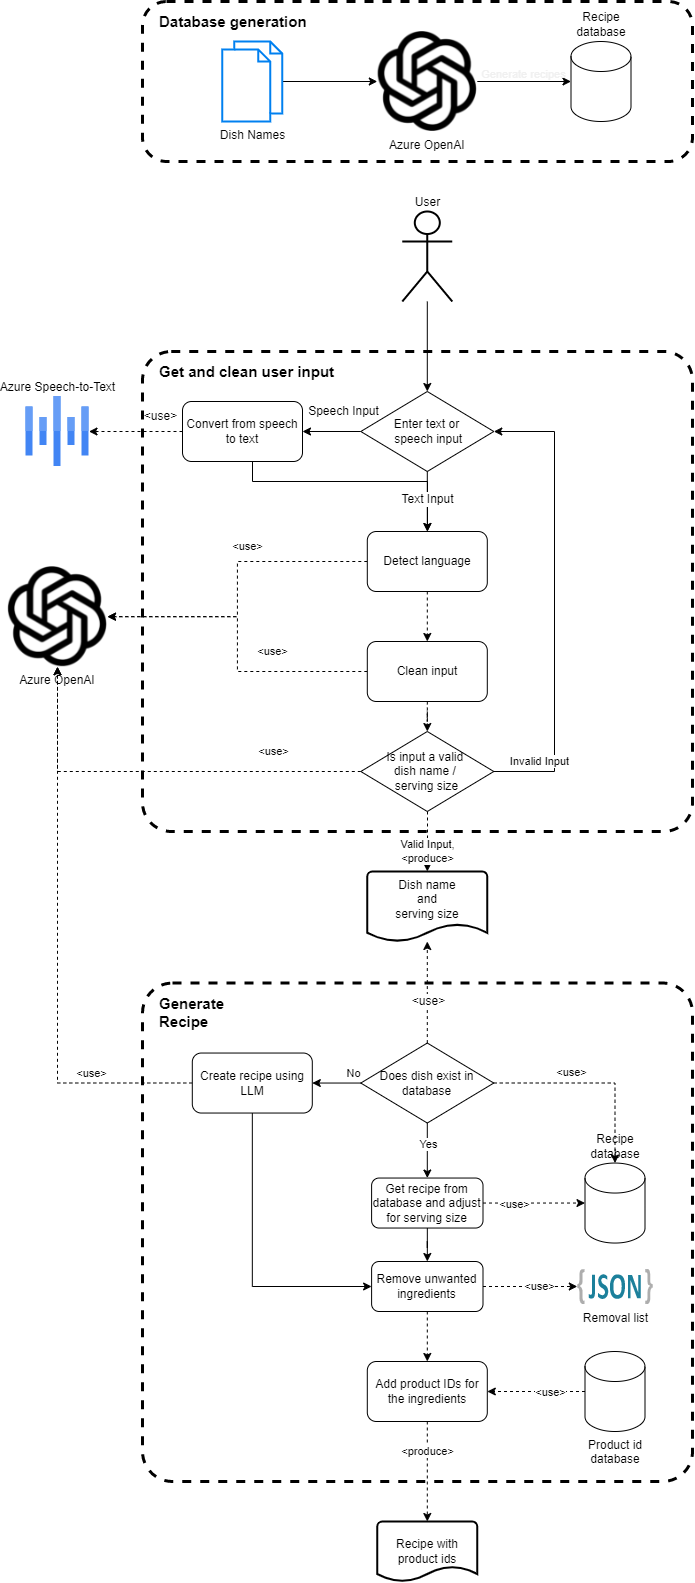 Database generation
Recipe
database
Generate recipes
Dish Names
Azure OpenAI
User
Get and clean user input
Azure Speech-to-Text
<use>
Convert from speech
to text
Speech Input
Enter text or
speech input
Text Input
<use>
Detect language
<use>
Clean input
Azure OpenAI
<use>
Is input a valid
dish name /
serving size
Invalid Input
Valid Input,
<produce>
Dish name
and
serving size
<use>
Generate
Recipe
<use>
Create recipe using
LLM
No
Does dish exist in
database
<use>
Yes
Recipe
database
Get recipe from
database and adjust
for serving size
<use>
Remove unwanted
ingredients
<use>
{JSON}
Removal list
Add product IDs for
the ingredients
<use>
Product id
database
<produce>
Recipe with
product ids